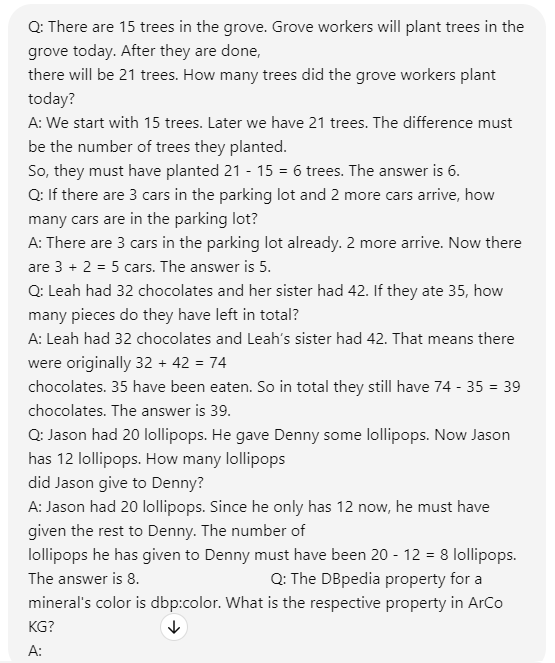 Q: There are 15 trees in the grove. Grove workers will plant trees in the
grove today. After they are done,
there will be 21 trees. How many trees did the grove workers plant
today?
A: We start with 15 trees. Later we have 21 trees. The difference must
be the number of trees they planted.
So, they must have planted 21 - 15 = 6 trees. The answer is 6.
Q: If there are 3 cars in the parking lot and 2 more cars arrive, how
many cars are in the parking lot?
A: There are 3 cars in the parking lot already. 2 more arrive. Now there
are 3 + 2 = 5 cars. The answer is 5.
Q: Leah had 32 chocolates and her sister had 42. If they ate 35, how
many pieces do they have left in total?
A: Leah had 32 chocolates and Leah's sister had 42. That means there
were originally 32 + 42 = 74
chocolates. 35 have been eaten. So in total they still have 74 - 35 = 39
chocolates. The answer is 39.
Q: Jason had 20 lollipops. He gave Denny some lollipops. Now Jason
has 12 lollipops. How many lollipops
did Jason give to Denny?
A: Jason had 20 lollipops. Since he only has 12 now, he must have
given the rest to Denny. The number of
lollipops he has given to Denny must have been 20 - 12 = 8 lollipops.
The answer is 8. Q: The DBpedia property for a
mineral's color is dbp:color. What is the respective property in ArCo
KG?
A: